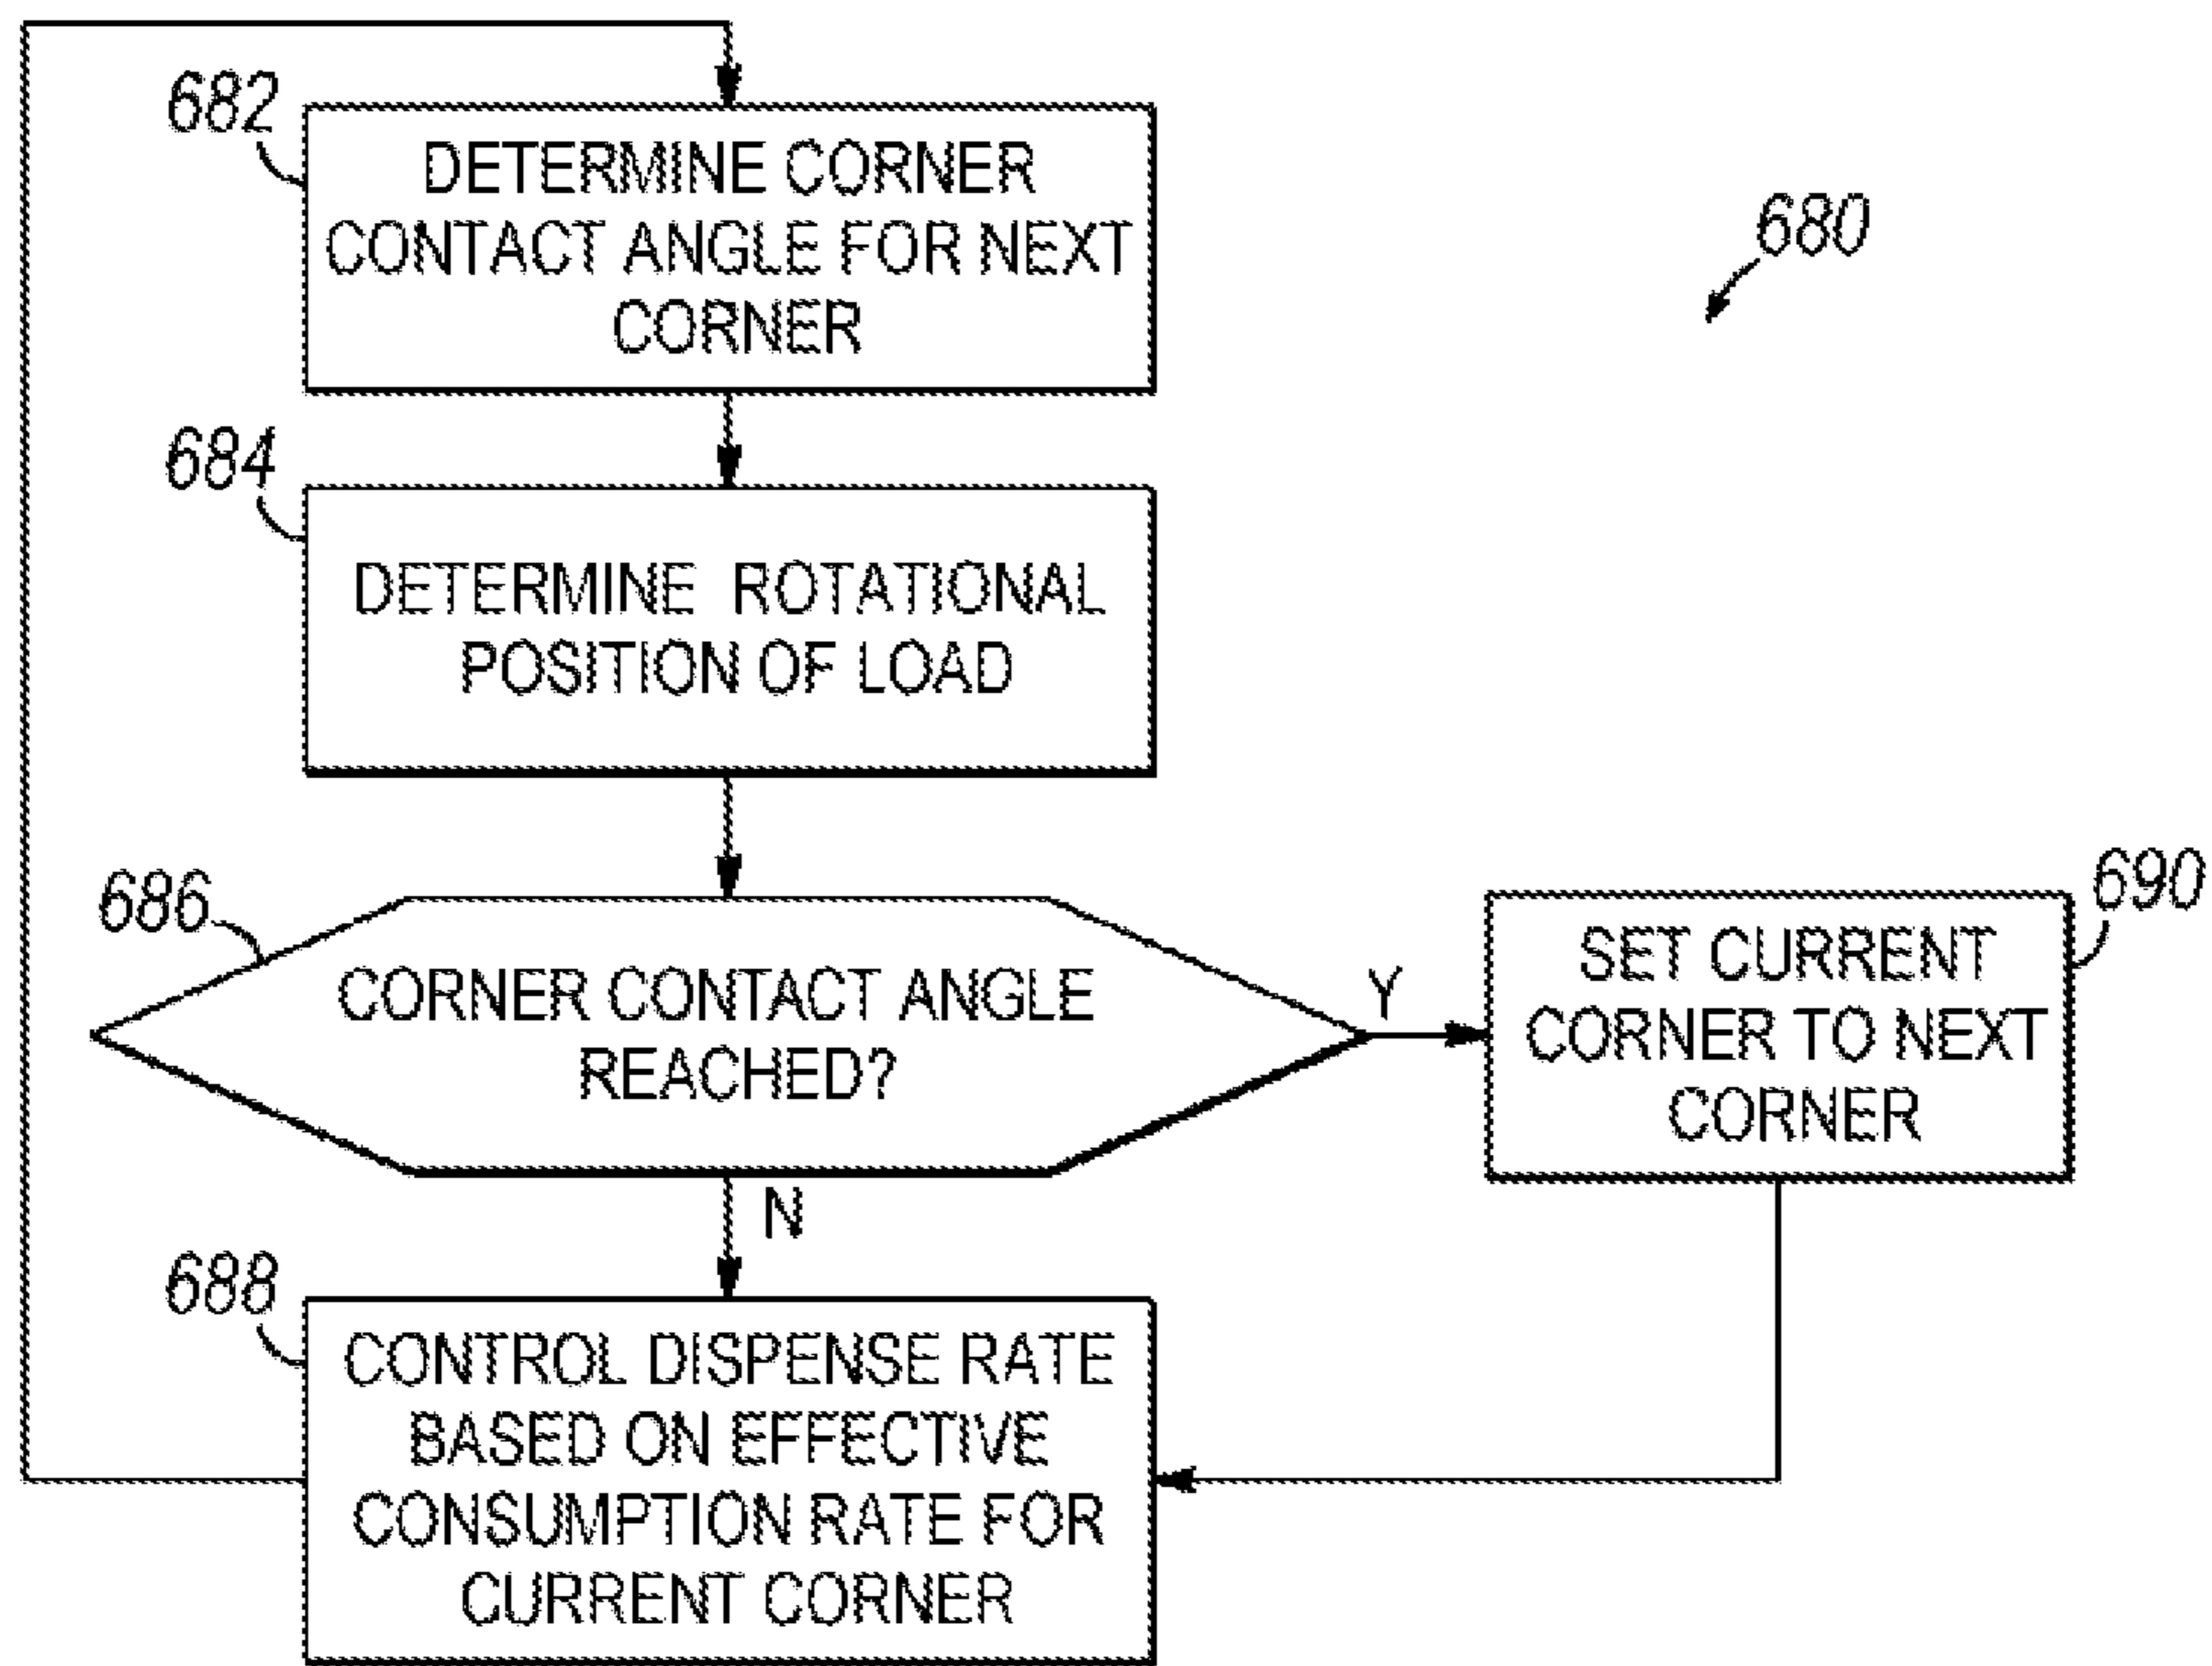 682
DETERMINE CORNER
CONTACT ANGLE FOR NEXT
CORNER
680
684
DETERMINE ROTATIONAL
POSITION OF LOAD
686
CORNER CONTACT ANGLE
REACHED?
Y
690
SET CURRENT
CORNER TO NEXT
CORNER
N
688
CONTROL DISPENSE RATE
BASED ON EFFECTIVE
CONSUMPTION RATE FOR
CURRENT CORNER